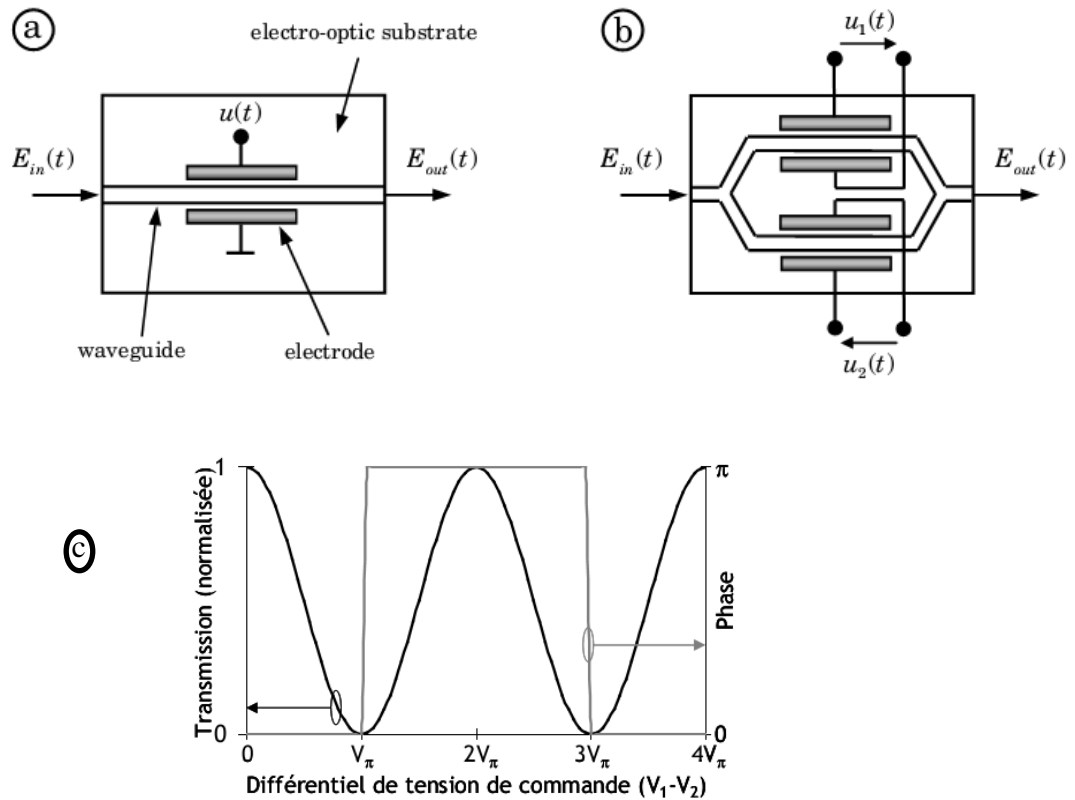 a
electro-optic substrate
u(t)
E_in(t)
E_out(t)
waveguide
electrode
b
u_1(t)
E_in(t)
E_out(t)
u_2(t)
c
Transmission (normalisée)
1
0
π
0
Phase
0
V_π
2V_π
3V_π
4V_π
Différentiel de tension de commande (V_1-V_2)